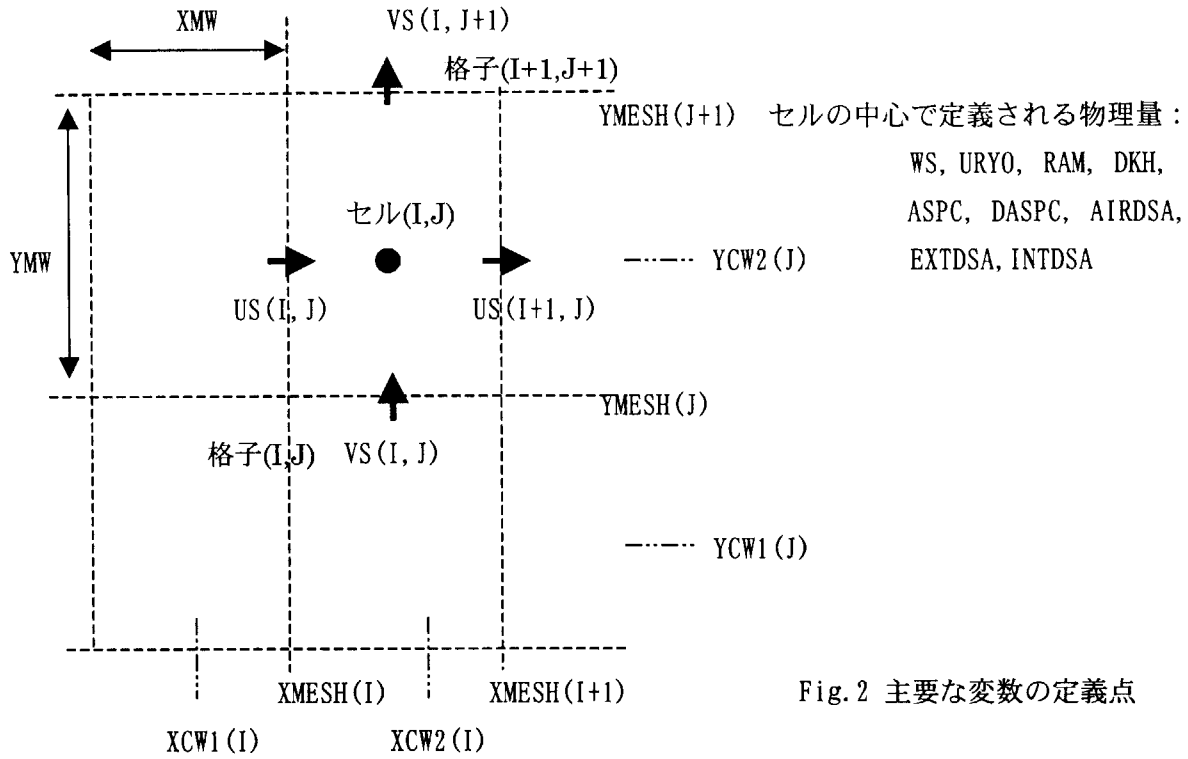 XMW
VS(I, J+1)
格子(I+1,J+1)
YMESH(J+1) セルの中心で定義される物理量：
WS, URYO, RAM, DKH,
ASPC, DASPC, AIRDSA,
EXTDSA, INTDSA
セル(I,J)
YMW
YCW2(J)
US(I, J)
US(I+1, J)
YMESH(J)
格子(I,J)
VS(I, J)
YCW1(J)
XMESH(I)
XMESH(I+1)
Fig.2 主要な変数の定義点
XCW1(I)
XCW2(I)